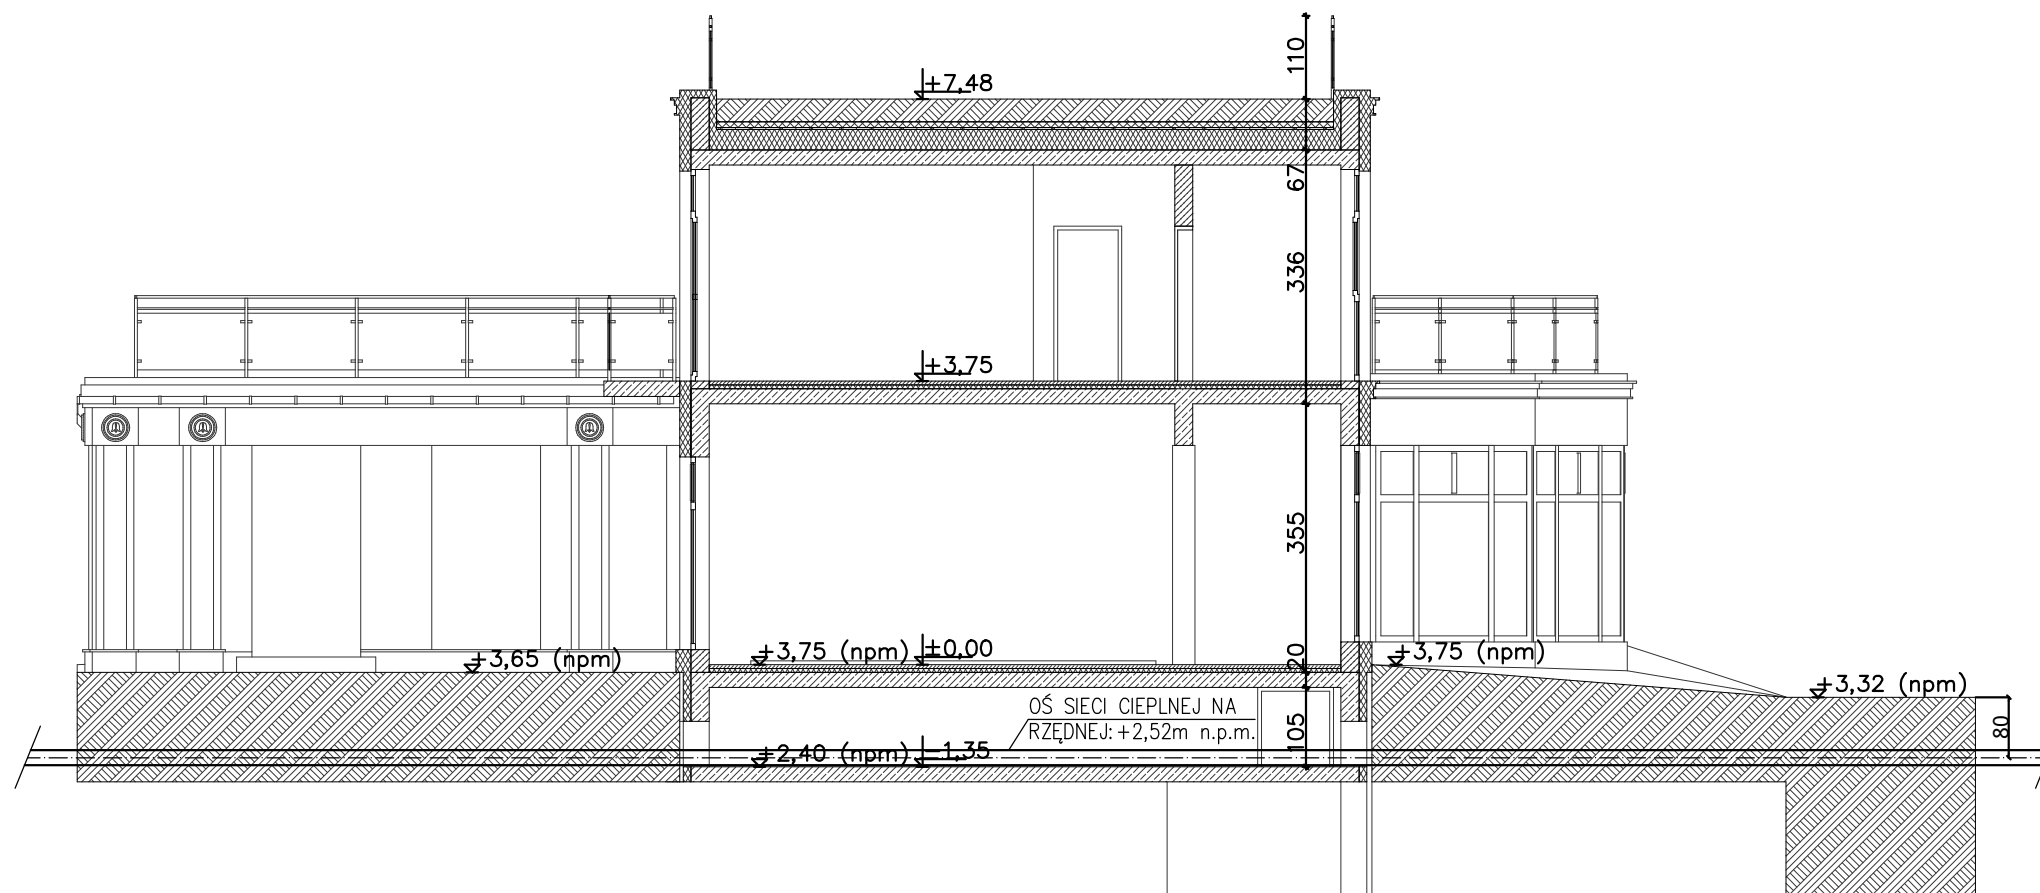 110
+7,48
67
336
+3,75
355
+3,65 (npm)
+3,75 (npm)
±0,00
20
+3,75 (npm)
+3,32 (npm)
OŚ SIECI CIEPLNEJ NA
RZĘDNEJ: +2,52m n.p.m.
105
80
+2,40 (npm)
-1,35